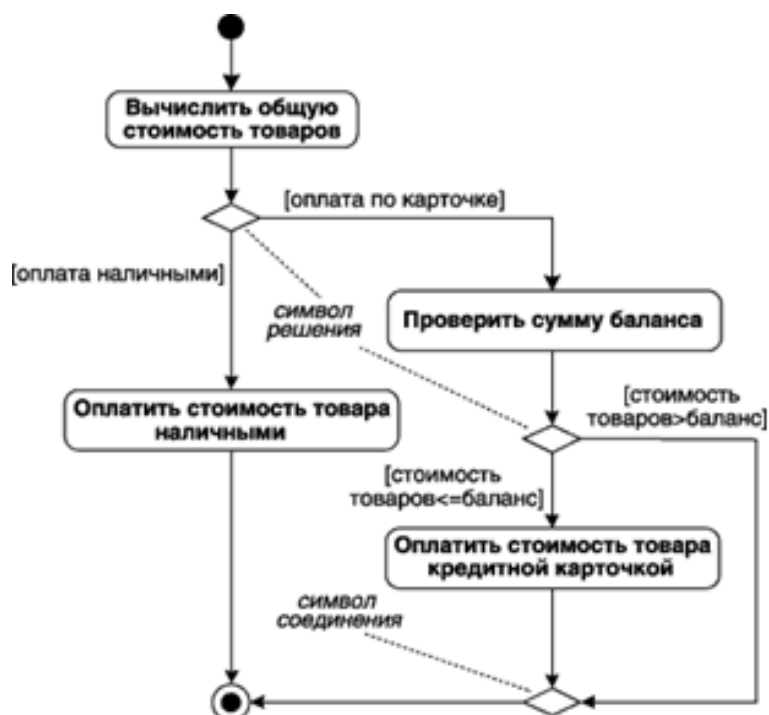 Вычислить общую
стоимость товаров
[оплата по карточке]
[оплата наличными]
символ
решения
Проверить сумму баланса
Оплатить стоимость товара
наличными
[стоимость
товаров>баланс]
[стоимость
товаров<=баланс]
Оплатить стоимость товара
кредитной карточкой
символ
соединения